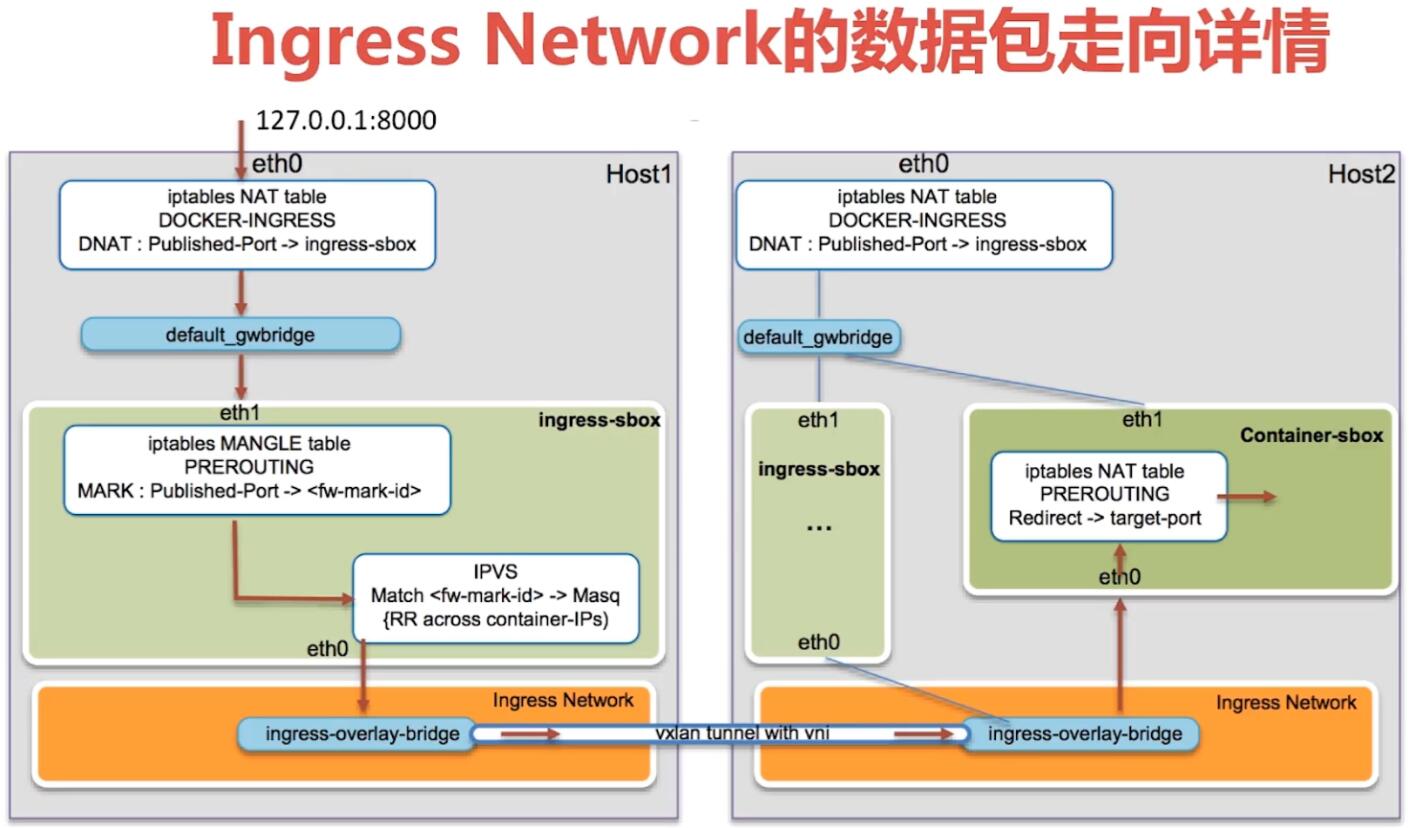 Ingress Network的数据包走向详情
127.0.0.1:8000
eth0
Host1
iptables NAT table
DOCKER-INGRESS
DNAT : Published-Port -> ingress-sbox
default_gwbridge
eth1
ingress-sbox
iptables MANGLE table
PREROUTING
MARK : Published-Port -> <fw-mark-id>
IPVS
Match <fw-mark-id> -> Masq
{RR across container-IPs)
eth0
Ingress Network
ingress-overlay-bridge
vxlan tunnel with vni
eth0
Host2
iptables NAT table
DOCKER-INGRESS
DNAT : Published-Port -> ingress-sbox
default_gwbridge
eth1
ingress-sbox
...
eth0
eth1
Container-sbox
iptables NAT table
PREROUTING
Redirect -> target-port
eth0
Ingress Network
ingress-overlay-bridge